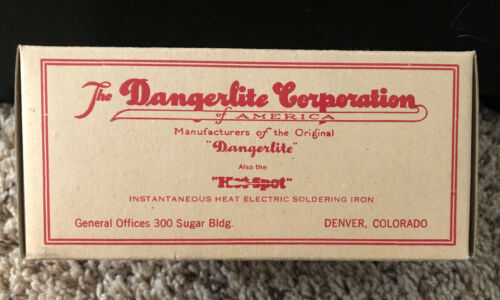 The Dangerlite Corporation
of AMERICA
Manufacturers of the Original
"Dangerlite"
Also the
"Hot-Spot"
INSTANTANEOUS HEAT ELECTRIC SOLDERING IRON
General Offices 300 Sugar Bldg. DENVER, COLORADO